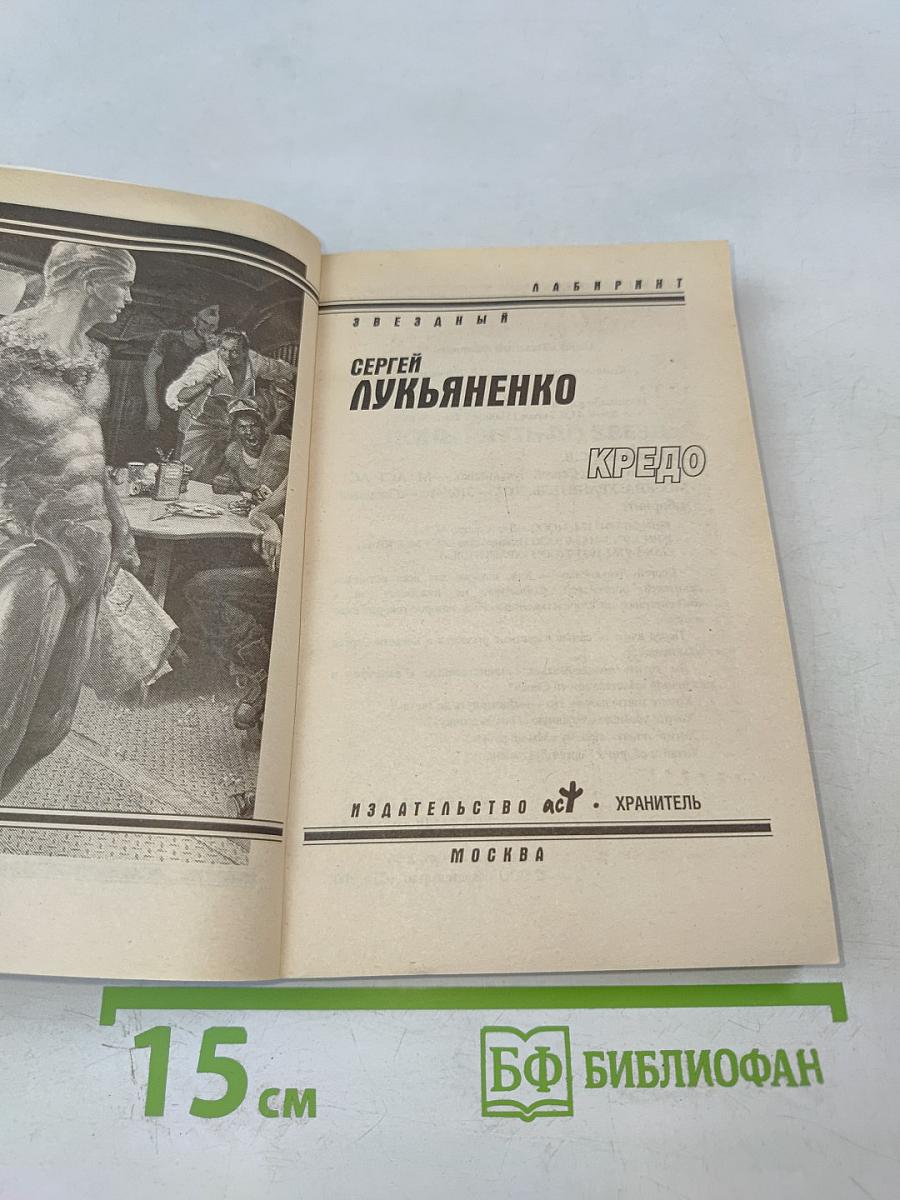 ЛАБИРИНТ
ЗВЕЗДНЫЙ
СЕРГЕЙ
ЛУКЬЯНЕНКО
КРЕДО
ИЗДАТЕЛЬСТВО аст • ХРАНИТЕЛЬ
МОСКВА
15 см
БФ БИБЛИОФАН